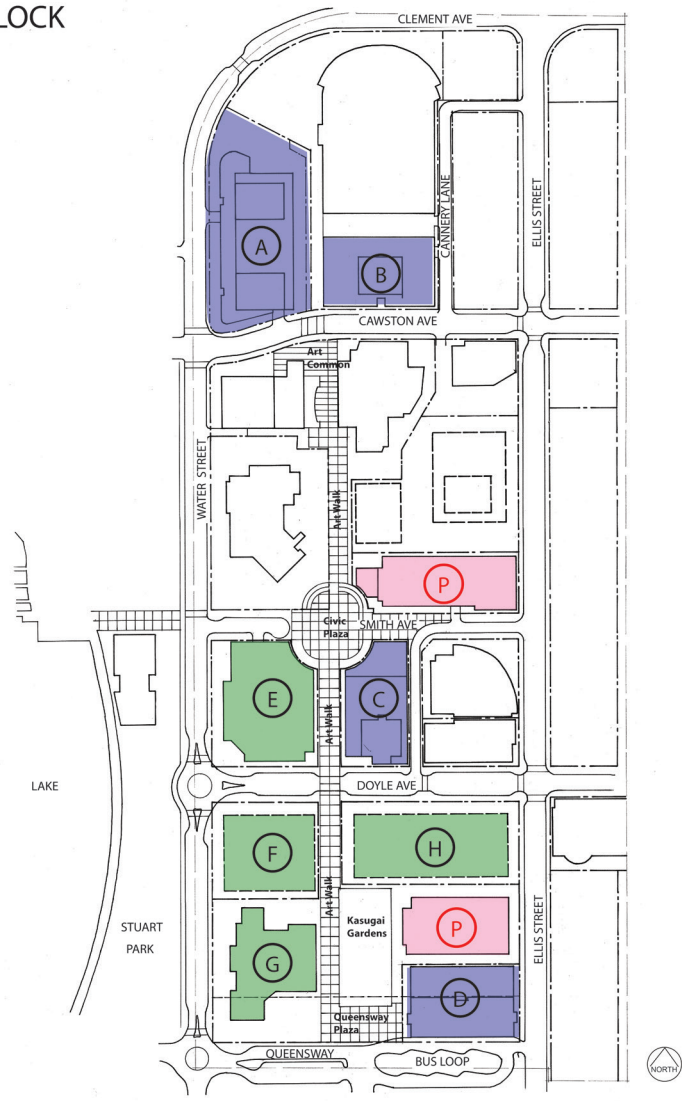 LOCK
CLEMENT AVE
CANNERY LANE
ELLIS STREET
A
B
CAWSTON AVE
Art
Common
WATER STREET
Art Walk
P
Civic
Plaza
SMITH AVE
E
C
Art Walk
LAKE
DOYLE AVE
F
H
Art Walk
Kasugai
Gardens
P
ELLIS STREET
STUART
PARK
G
D
Queensway
Plaza
QUEENSWAY
BUS LOOP
NORTH